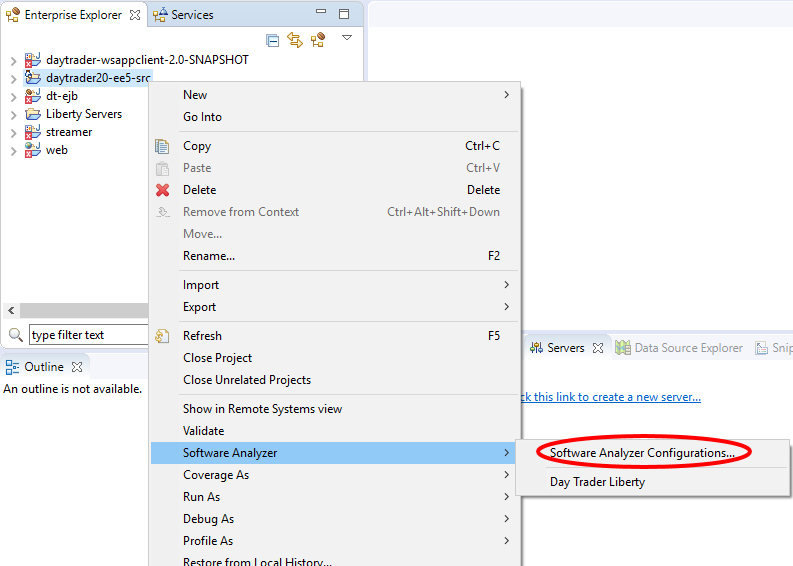 Enterprise Explorer
Services
daytrader-wsappclient-2.0-SNAPSHOT
daytrader20-ee5-src
dt-ejb
Liberty Servers
streamer
web
type filter text
Outline
An outline is not available.
New
Go Into
Copy Ctrl+C
Paste Ctrl+V
Delete Delete
Remove from Context Ctrl+Alt+Shift+Down
Move...
Rename... F2
Import
Export
Refresh F5
Close Project
Close Unrelated Projects
Show in Remote Systems view
Validate
Software Analyzer
Coverage As
Run As
Debug As
Profile As
Restore from Local History...
Servers
Data Source Explorer
Snip
ck this link to create a new server...
Software Analyzer Configurations...
Day Trader Liberty